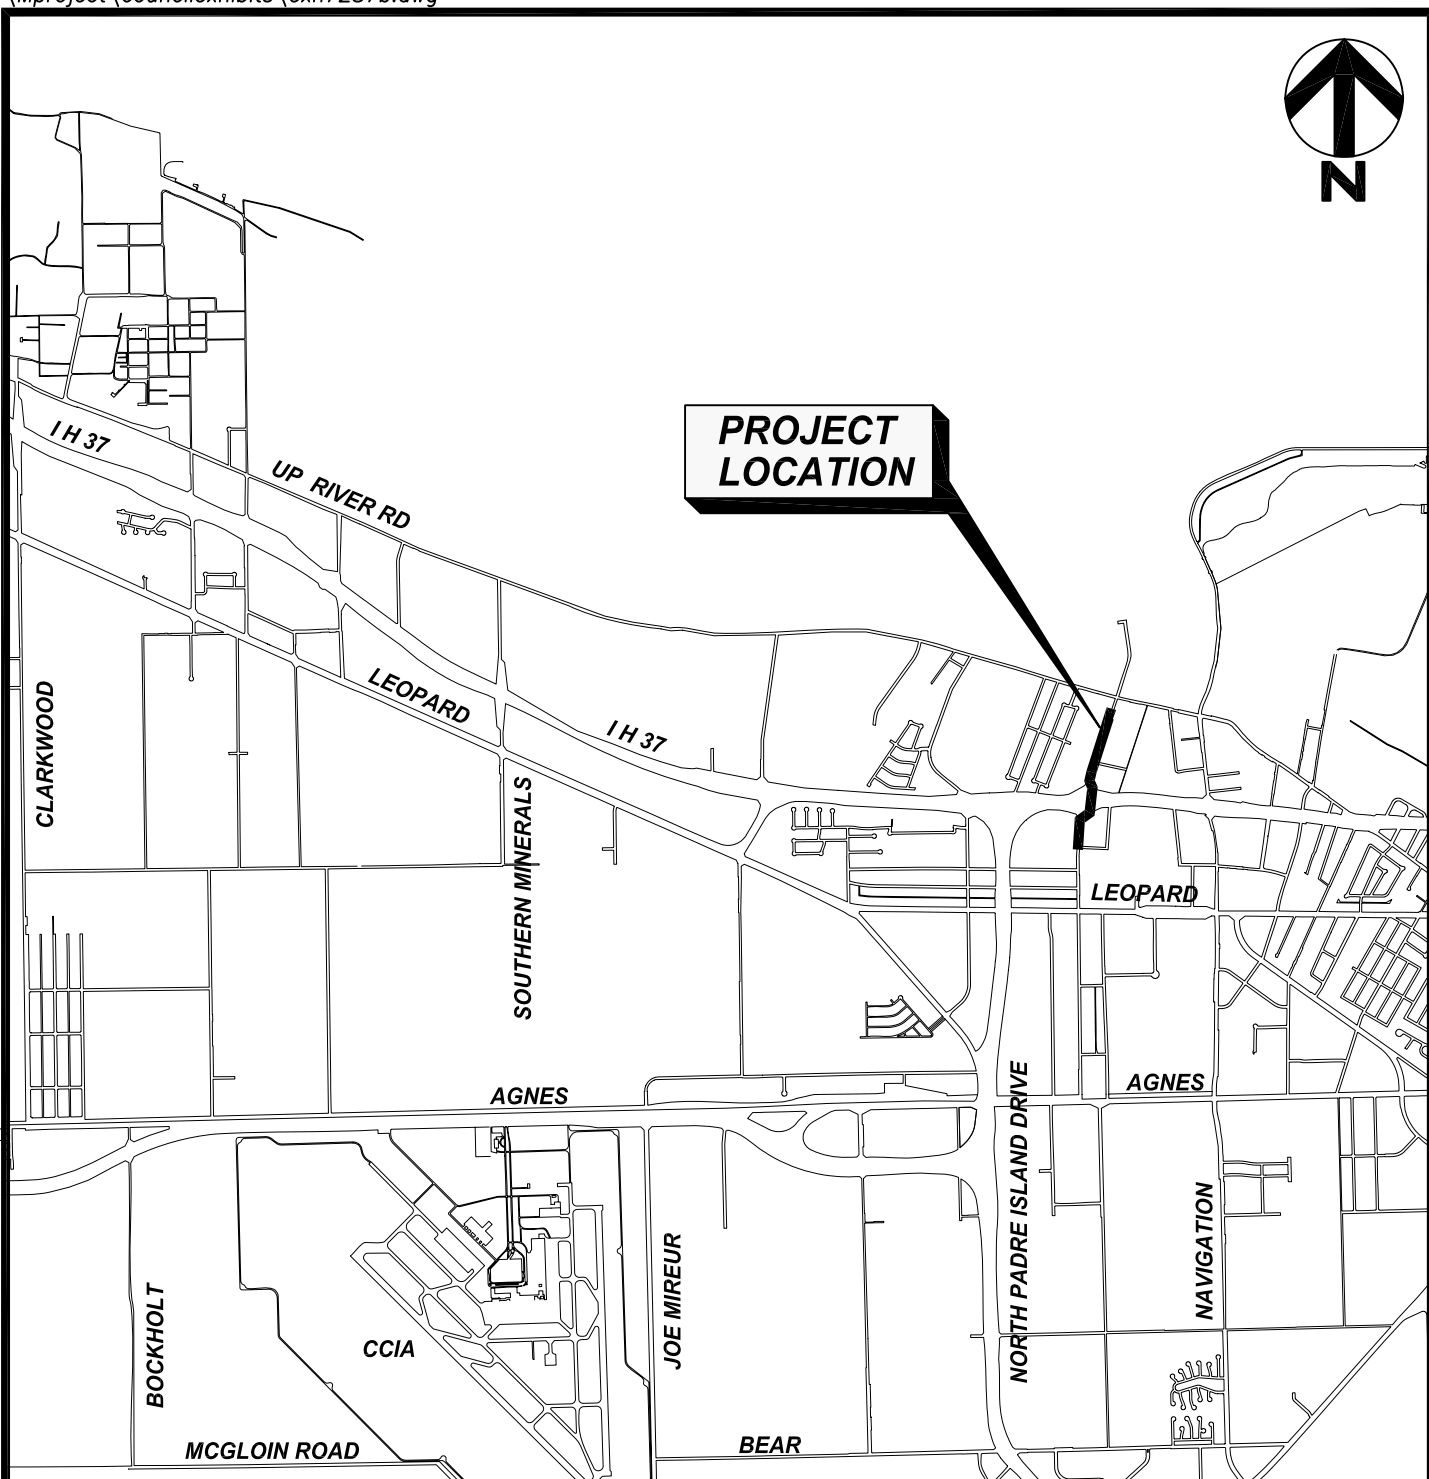 N
I H 37
UP RIVER RD
PROJECT
LOCATION
CLARKWOOD
LEOPARD
I H 37
SOUTHERN MINERALS
LEOPARD
AGNES
AGNES
NORTH PADRE ISLAND DRIVE
NAVIGATION
JOE MIREUR
BOCKHOLT
CCIA
MCGLOIN ROAD
BEAR